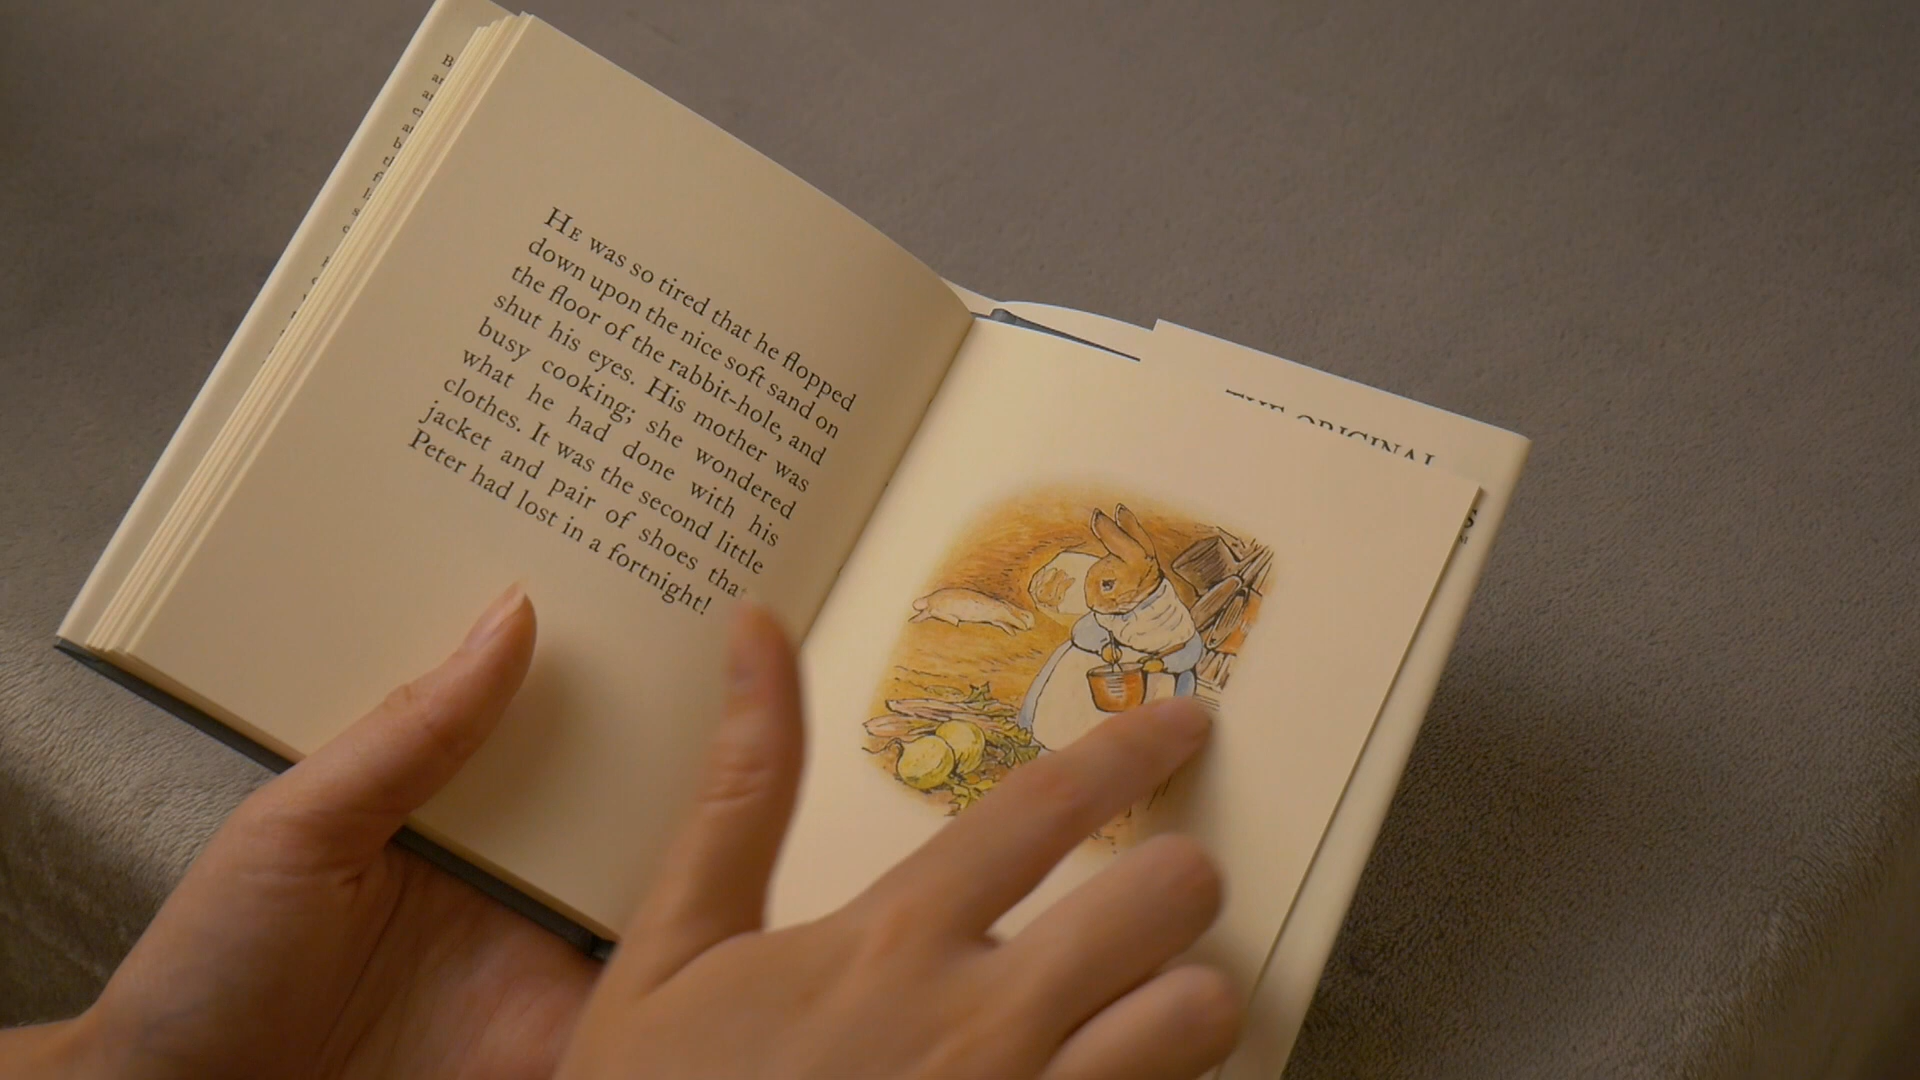 HE was so tired that he flopped
down upon the nice soft sand on
the floor of the rabbit-hole, and
shut his eyes. His mother was
busy cooking; she wondered
what he had done with his
clothes. It was the second little
jacket and pair of shoes that
Peter had lost in a fortnight!
THE ORIGINAL